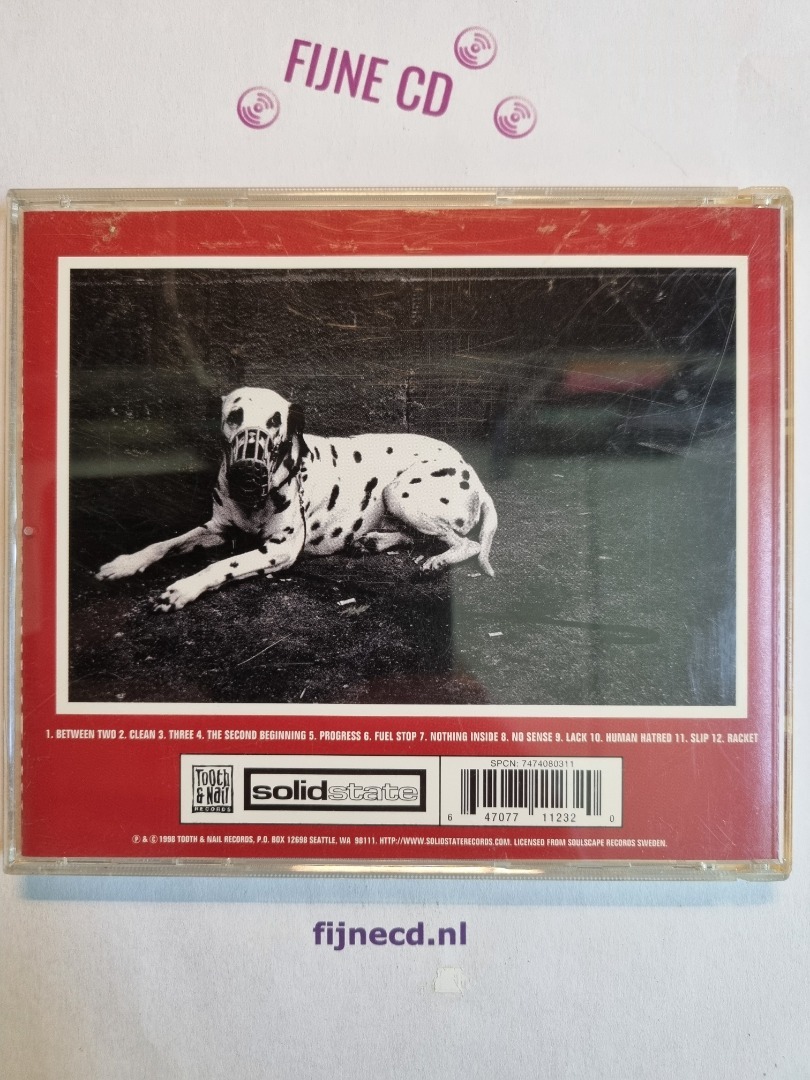 FIJNE CD
1. BETWEEN TWO 2. CLEAN 3. THREE 4. THE SECOND BEGINNING 5. PROGRESS 6. FUEL STOP 7. NOTHING INSIDE 8. NO SENSE 9. LACK 10. HUMAN HATRED 11. SLIP 12. RACKET
TOOTH
& NAIL
RECORDS
solidstate
SPCN: 7474080311
6 47077 11232 0
℗ & © 1998 TOOTH & NAIL RECORDS, P.O. BOX 12698 SEATTLE, WA 98111. HTTP://WWW.SOLIDSTATERECORDS.COM. LICENSED FROM SOULSCAPE RECORDS SWEDEN.
fijnecd.nl